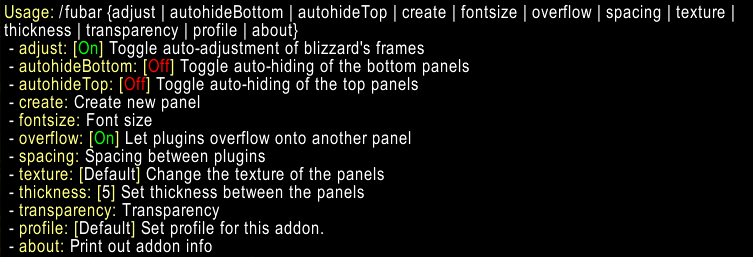 Usage: /fubar {adjust | autohideBottom | autohideTop | create | fontsize | overflow | spacing | texture |
thickness | transparency | profile | about}
- adjust: [On] Toggle auto-adjustment of blizzard's frames
- autohideBottom: [Off] Toggle auto-hiding of the bottom panels
- autohideTop: [Off] Toggle auto-hiding of the top panels
- create: Create new panel
- fontsize: Font size
- overflow: [On] Let plugins overflow onto another panel
- spacing: Spacing between plugins
- texture: [Default] Change the texture of the panels
- thickness: [5] Set thickness between the panels
- transparency: Transparency
- profile: [Default] Set profile for this addon.
- about: Print out addon info